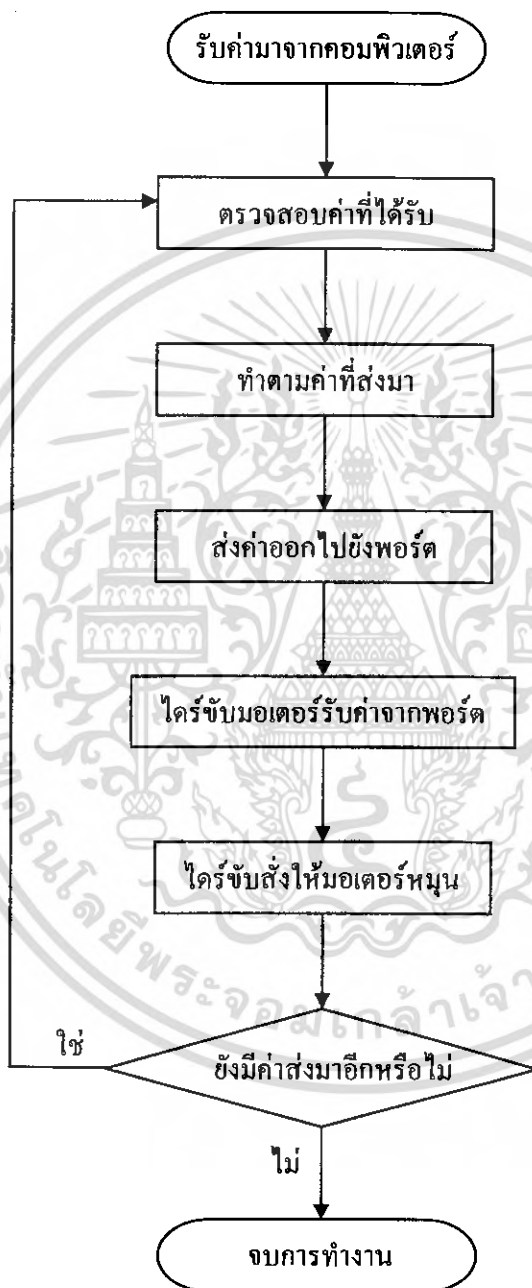 รับค่ามาจากคอมพิวเตอร์
ตรวจสอบค่าที่ได้รับ
ทำตามค่าที่ส่งมา
ส่งค่าออกไปยังพอร์ต
ไดร์ขับมอเตอร์รับค่าจากพอร์ต
ไดร์ขับสั่งให้มอเตอร์หมุน
ใช่
ยังมีค่าส่งมาอีกหรือไม่
ไม่
จบการทำงาน